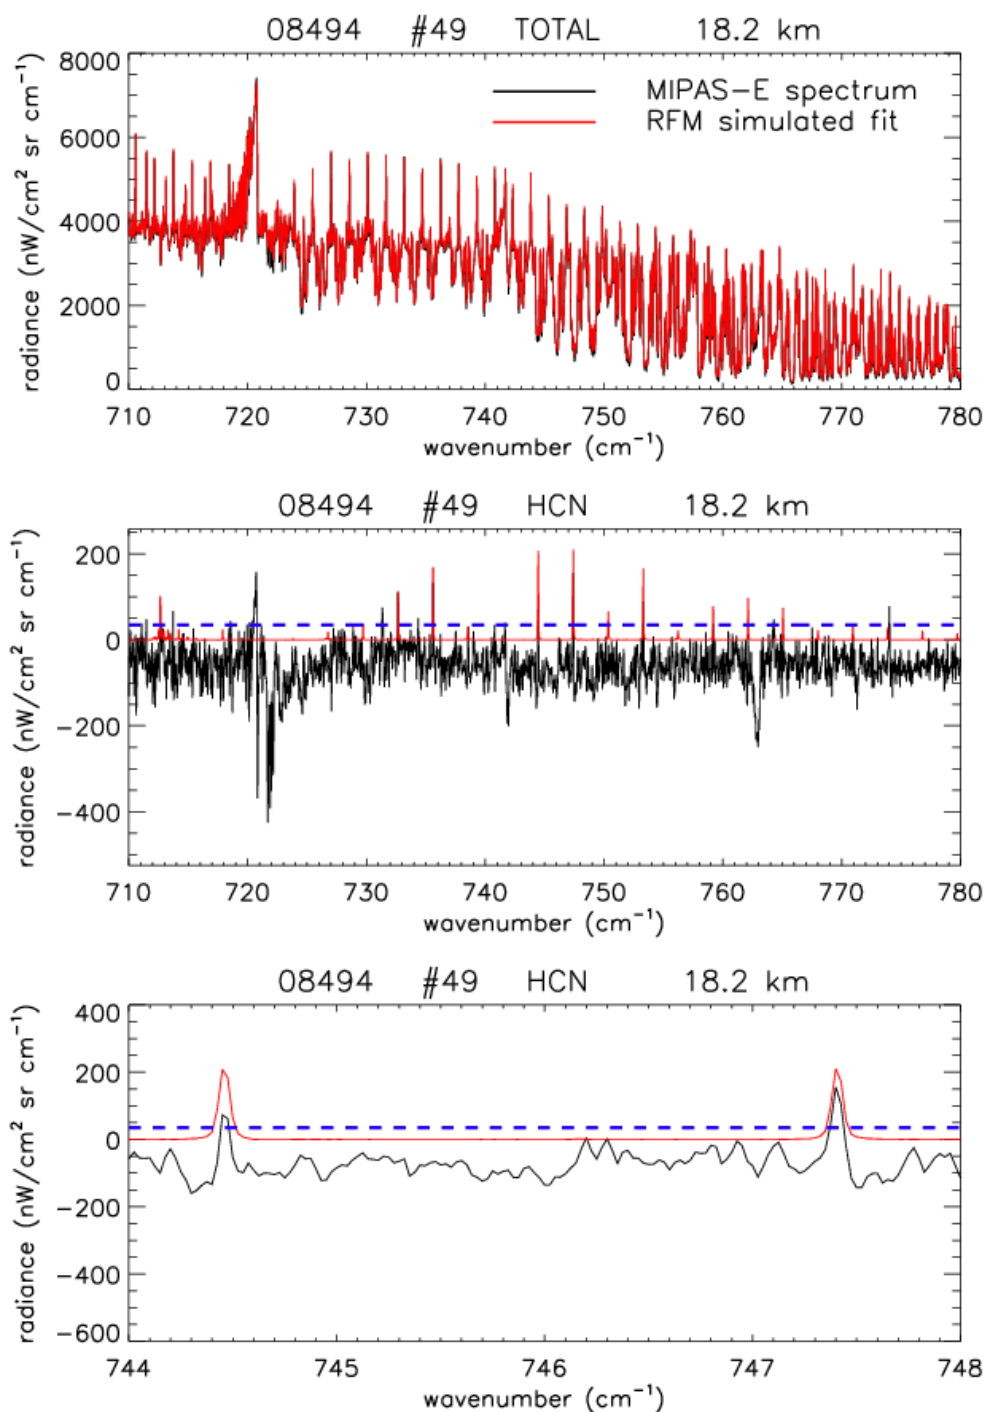 08494 #49 TOTAL 18.2 km
8000
6000
4000
2000
0
radiance (nW/cm² sr cm⁻¹)
MIPAS-E spectrum
RFM simulated fit
710 720 730 740 750 760 770 780
wavenumber (cm⁻¹)
08494 #49 HCN 18.2 km
200
0
-200
-400
radiance (nW/cm² sr cm⁻¹)
710 720 730 740 750 760 770 780
wavenumber (cm⁻¹)
08494 #49 HCN 18.2 km
400
200
0
-200
-400
-600
radiance (nW/cm² sr cm⁻¹)
744 745 746 747 748
wavenumber (cm⁻¹)